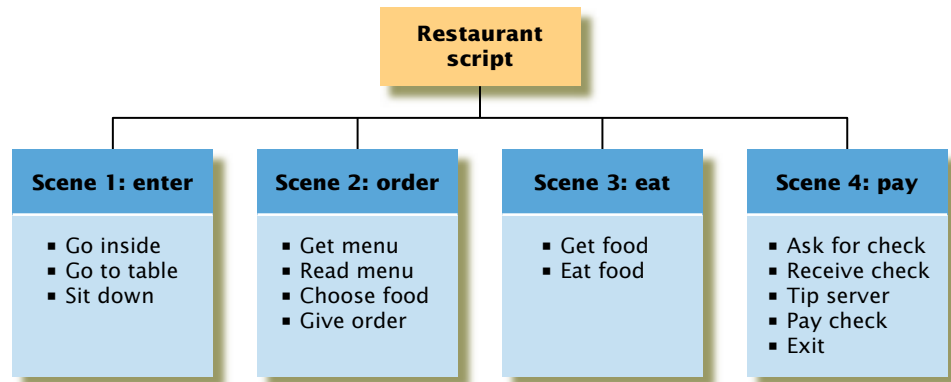 Restaurant
script
Scene 1: enter
▪ Go inside
▪ Go to table
▪ Sit down
Scene 2: order
▪ Get menu
▪ Read menu
▪ Choose food
▪ Give order
Scene 3: eat
▪ Get food
▪ Eat food
Scene 4: pay
▪ Ask for check
▪ Receive check
▪ Tip server
▪ Pay check
▪ Exit